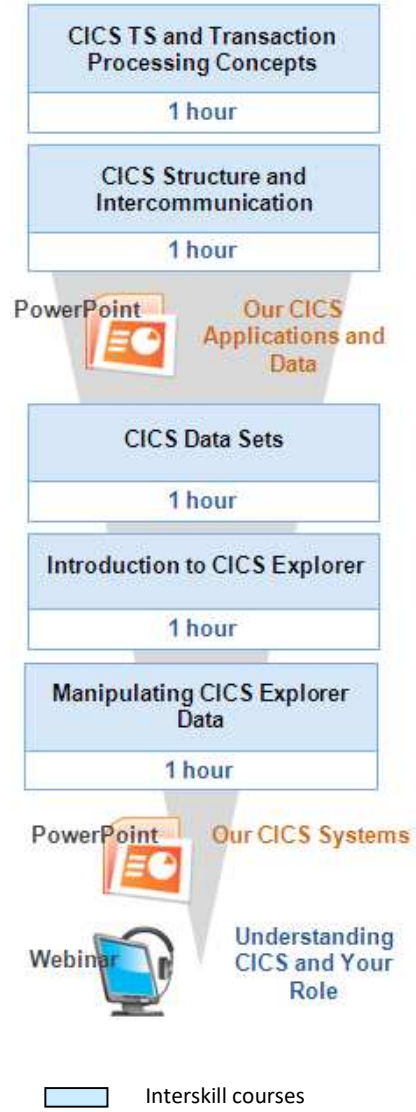 CICS TS and Transaction
Processing Concepts
1 hour
CICS Structure and
Intercommunication
1 hour
PowerPoint
Our CICS
Applications and
Data
CICS Data Sets
1 hour
Introduction to CICS Explorer
1 hour
Manipulating CICS Explorer
Data
1 hour
PowerPoint
Our CICS Systems
Webinar
Understanding
CICS and Your
Role
Interskill courses